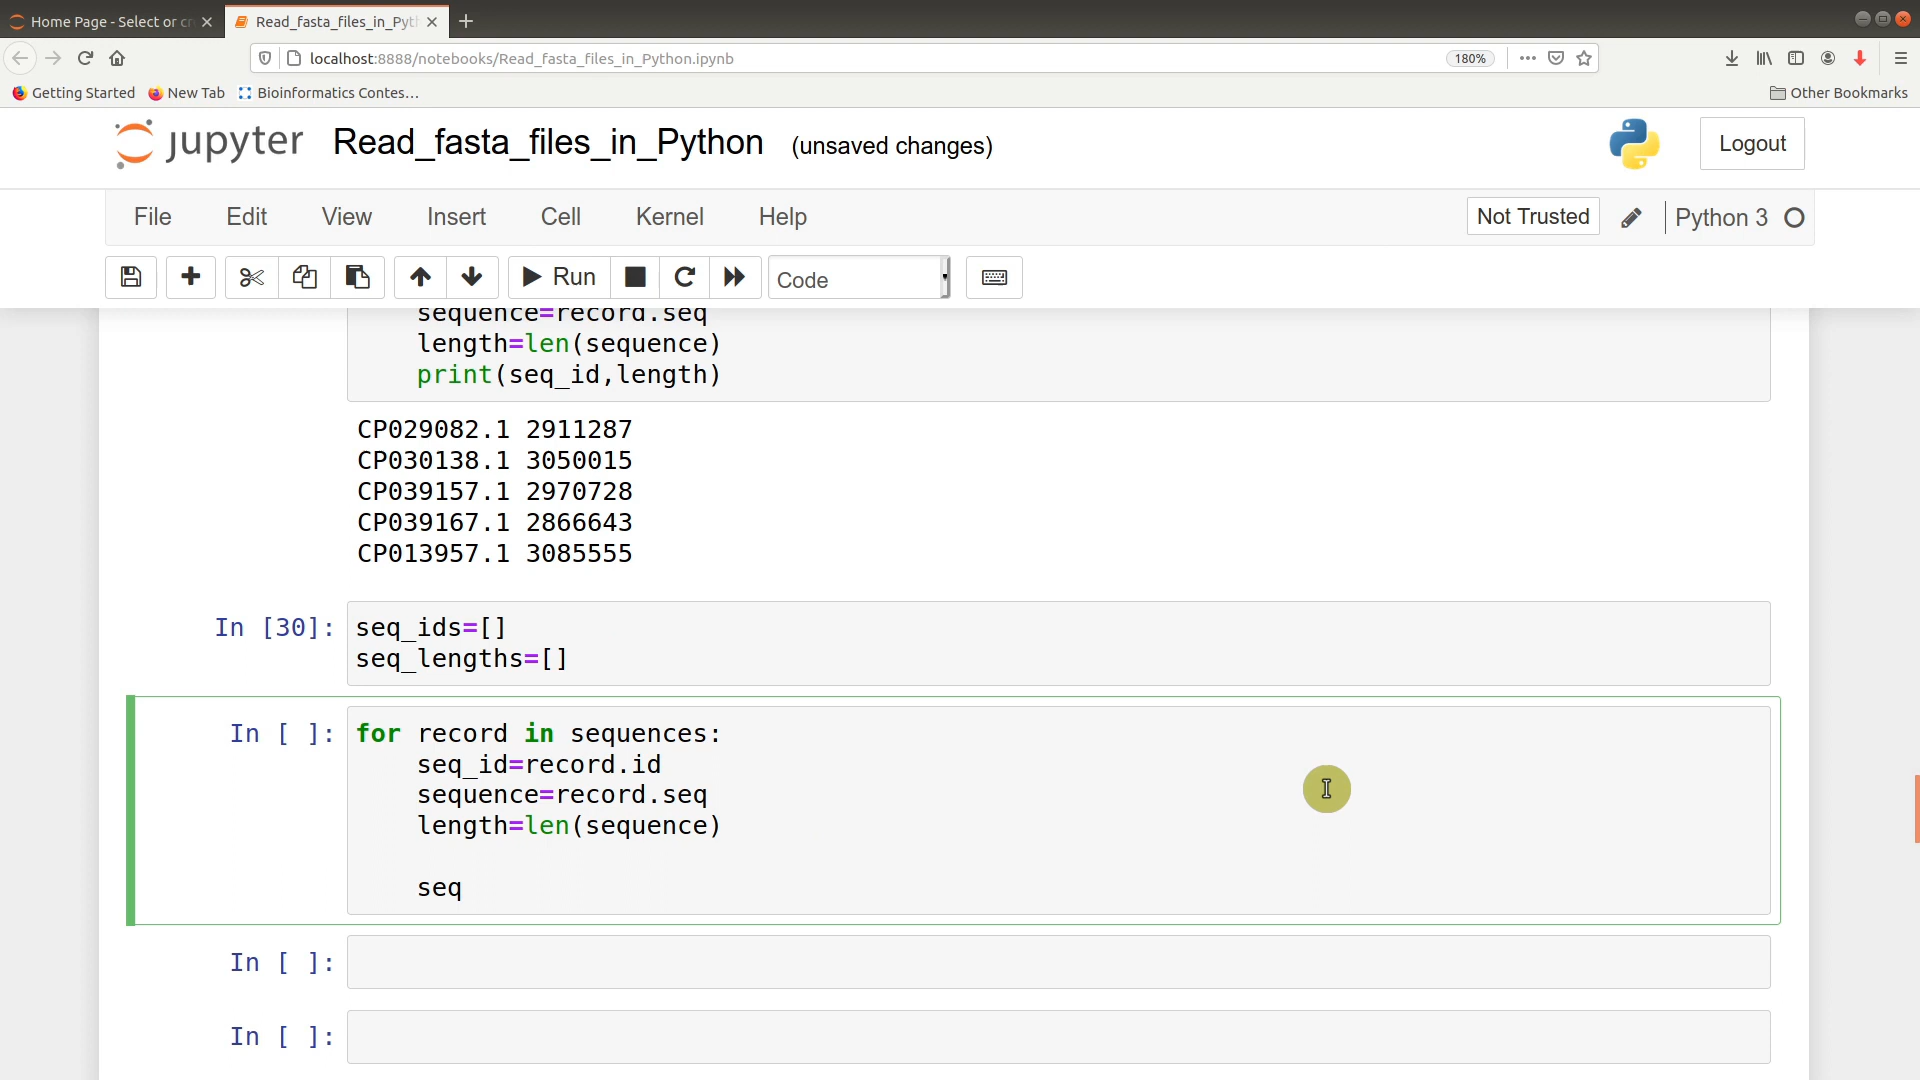 Home Page - Select or cr
Read_fasta_files_in_Pyt
localhost:8888/notebooks/Read_fasta_files_in_Python.ipynb
180%
Getting Started
New Tab
Bioinformatics Contes...
Other Bookmarks
jupyter
Read_fasta_files_in_Python
(unsaved changes)
Logout
File
Edit
View
Insert
Cell
Kernel
Help
Not Trusted
Python 3
Run
Code
sequence=record.seq
length=len(sequence)
print(seq_id,length)
CP029082.1 2911287
CP030138.1 3050015
CP039157.1 2970728
CP039167.1 2866643
CP013957.1 3085555
In [30]:
seq_ids=[]
seq_lengths=[]
In [ ]:
for record in sequences:
seq_id=record.id
sequence=record.seq
length=len(sequence)
seq
In [ ]:
In [ ]: